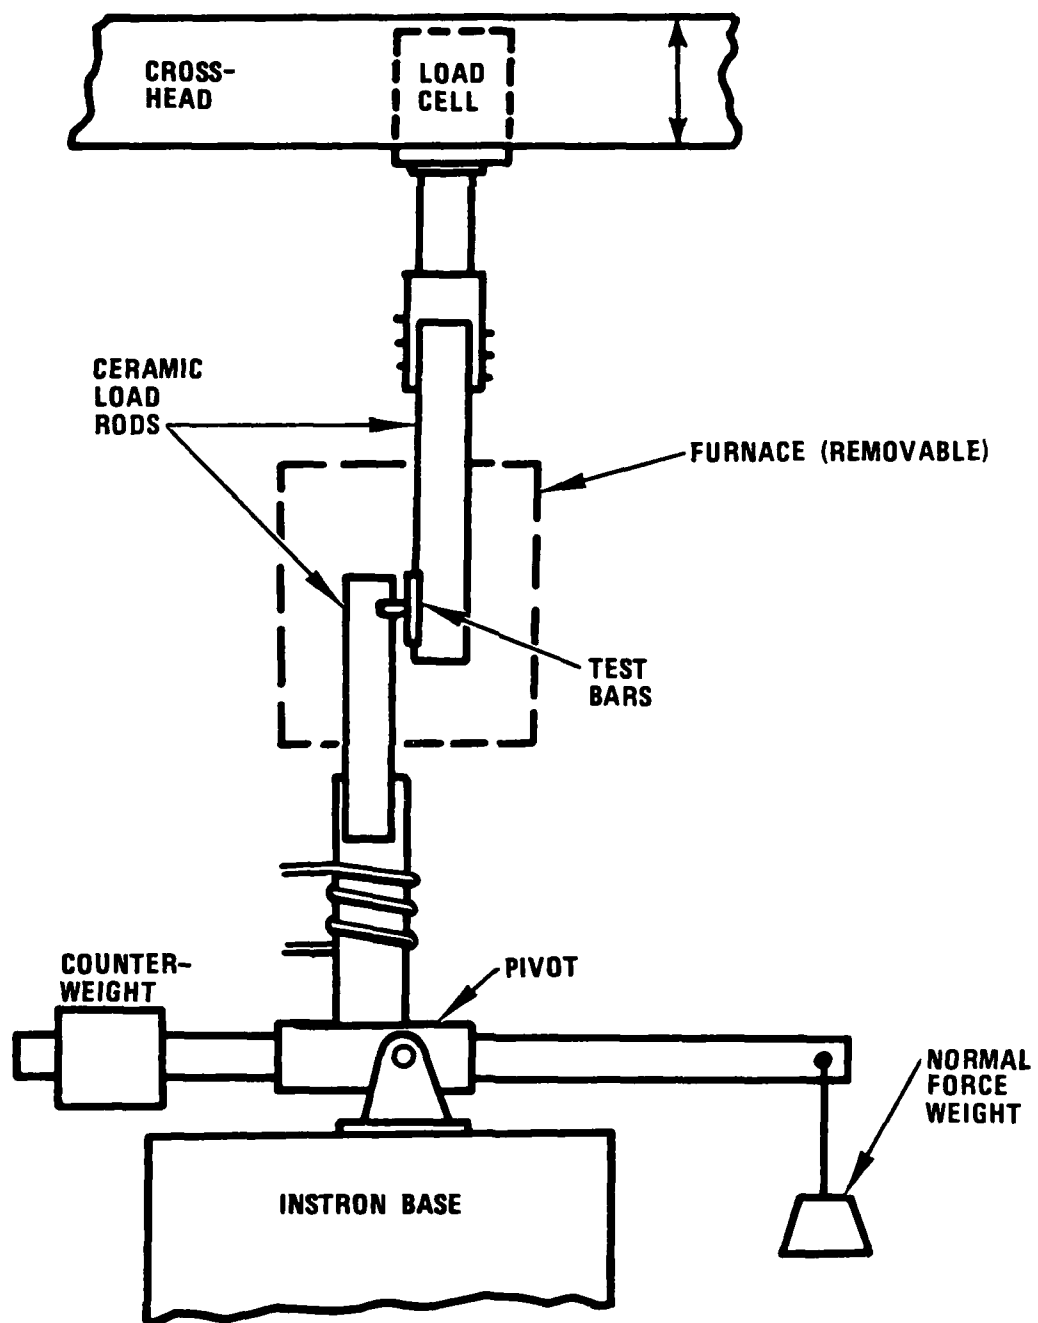 CROSS-
HEAD
LOAD
CELL
CERAMIC
LOAD
RODS
FURNACE (REMOVABLE)
TEST
BARS
COUNTER-
WEIGHT
PIVOT
NORMAL
FORCE
WEIGHT
INSTRON BASE